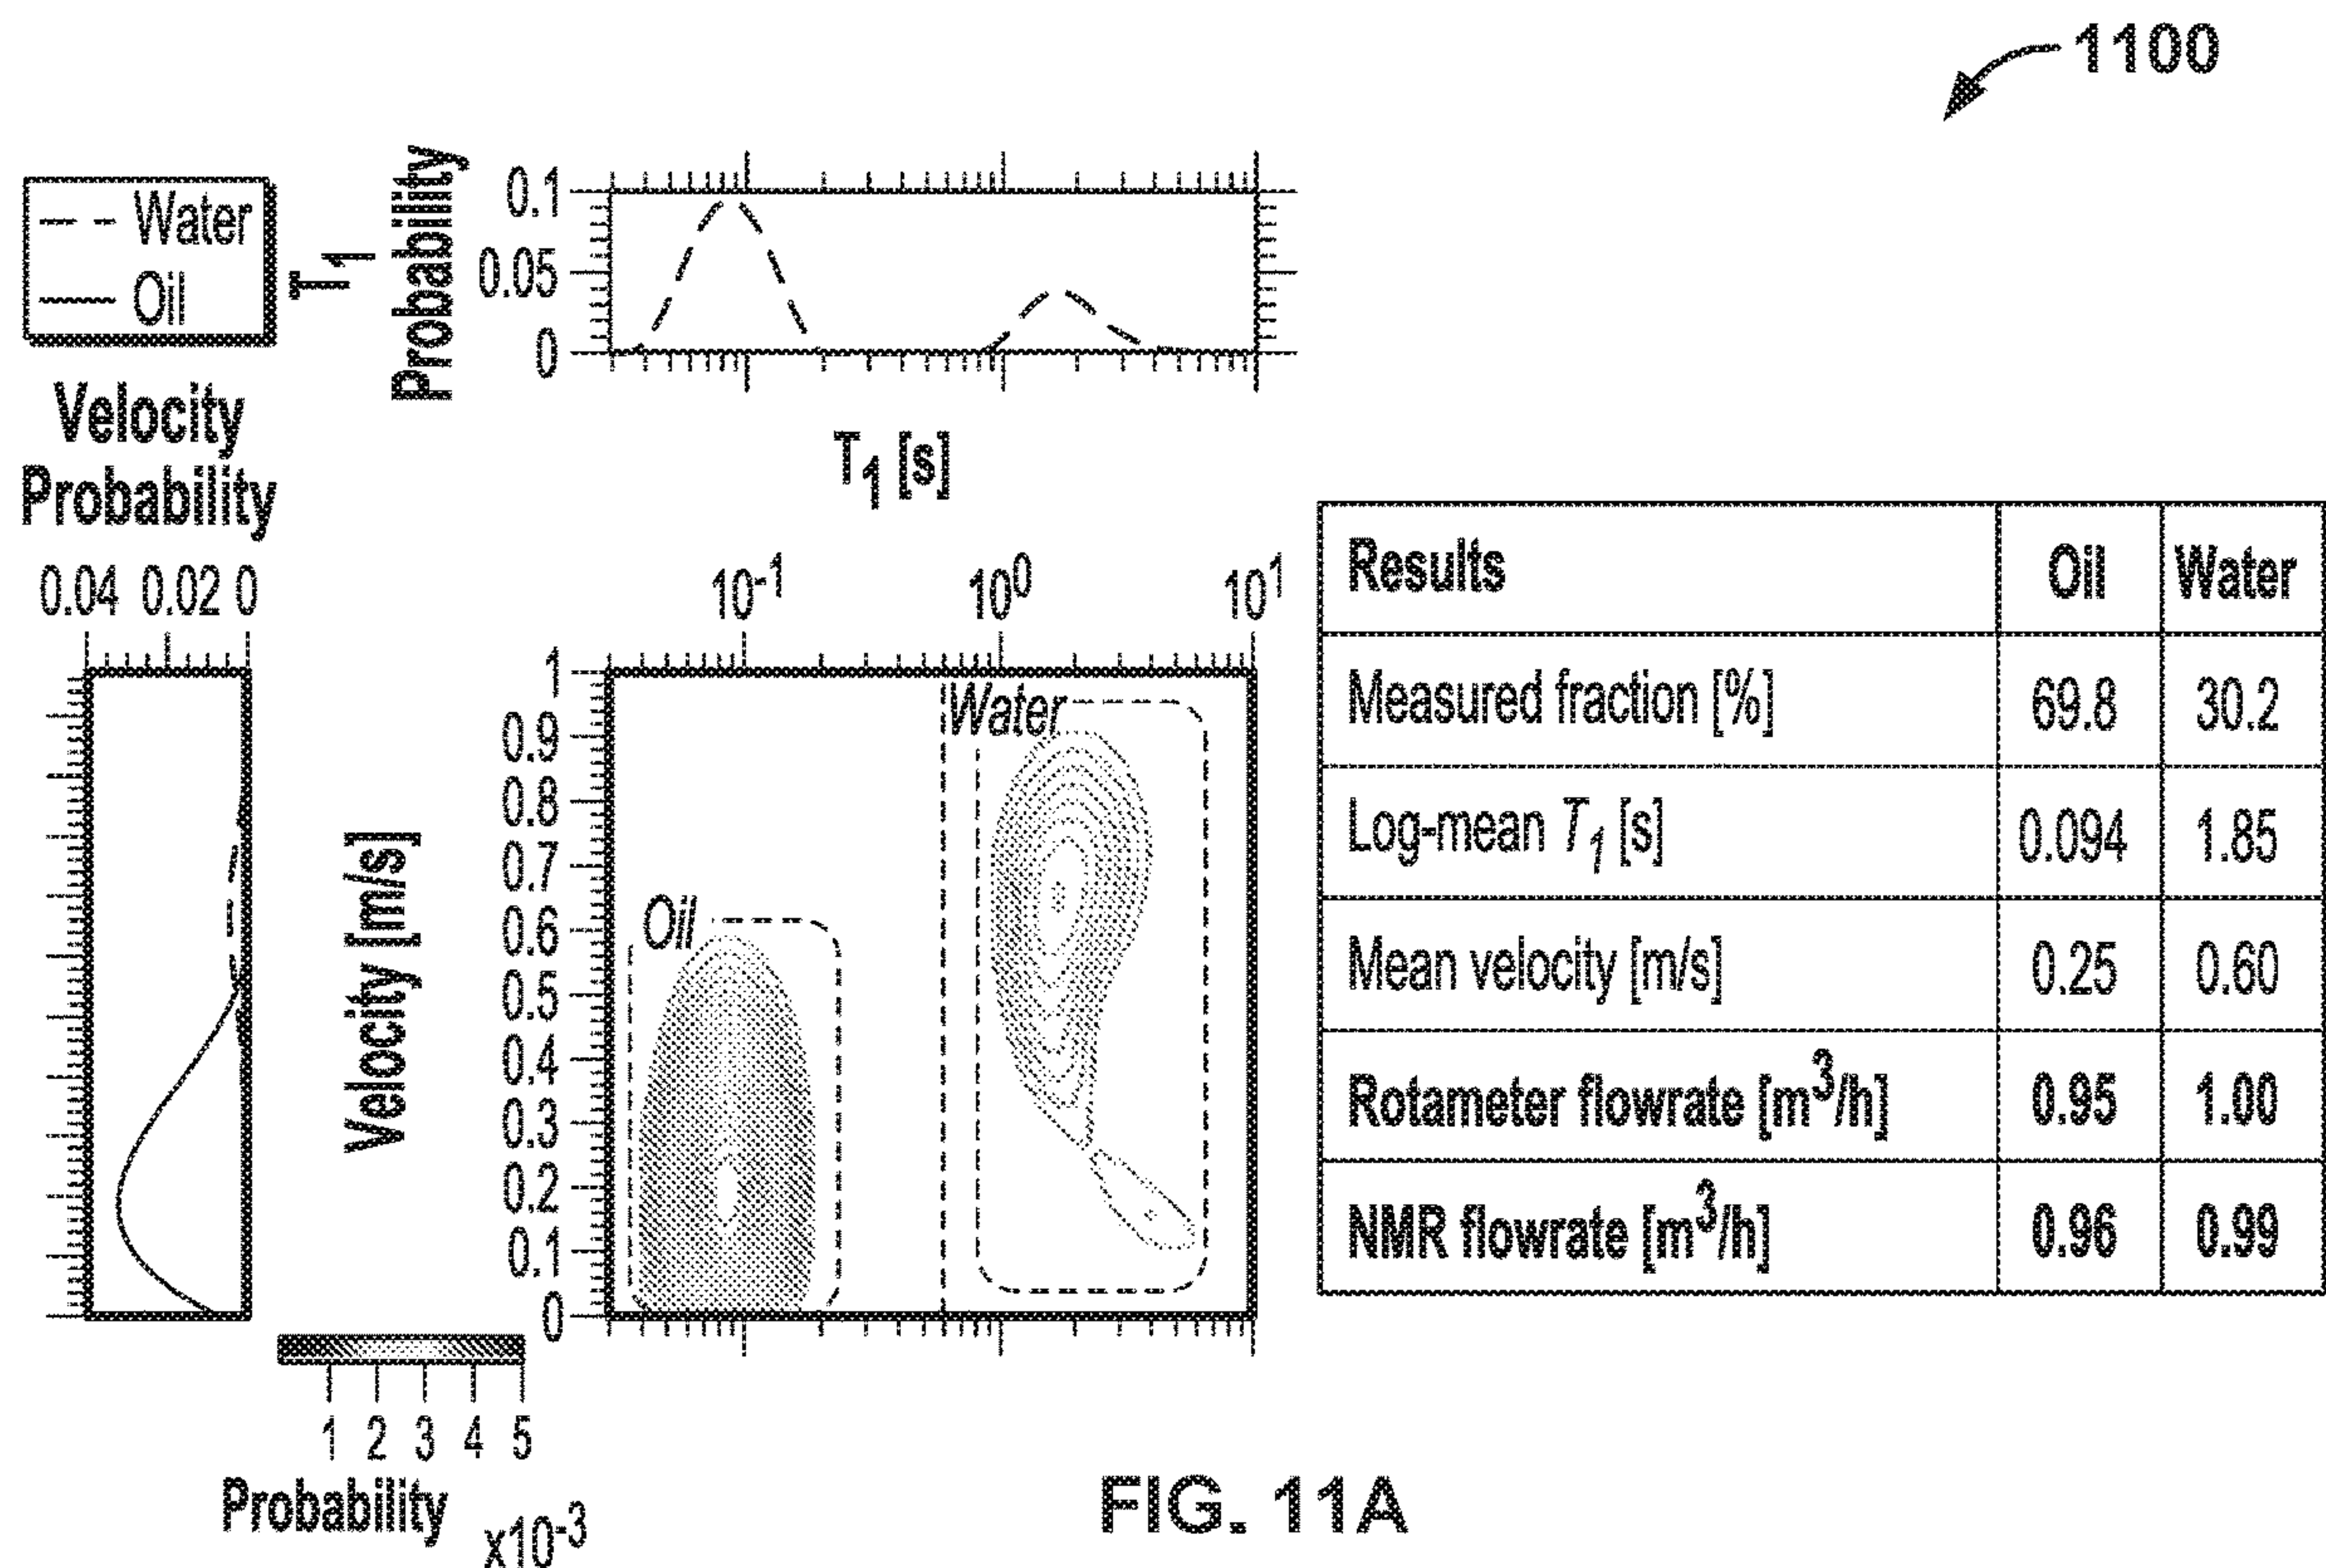 1100
Water
Oil
T1
Probability
0.1
0.05
0
T1 [s]
Velocity
Probability
0.04 0.02 0
10-1 100 101
Velocity [m/s]
1
0.9
0.8
0.7
0.6
0.5
0.4
0.3
0.2
0.1
0
Water
Oil
1 2 3 4 5
Probability
x10-3
Results Oil Water
Measured fraction [%] 69.8 30.2
Log-mean T1 [s] 0.094 1.85
Mean velocity [m/s] 0.25 0.60
Rotameter flowrate [m3/h] 0.95 1.00
NMR flowrate [m3/h] 0.96 0.99
FIG. 11A